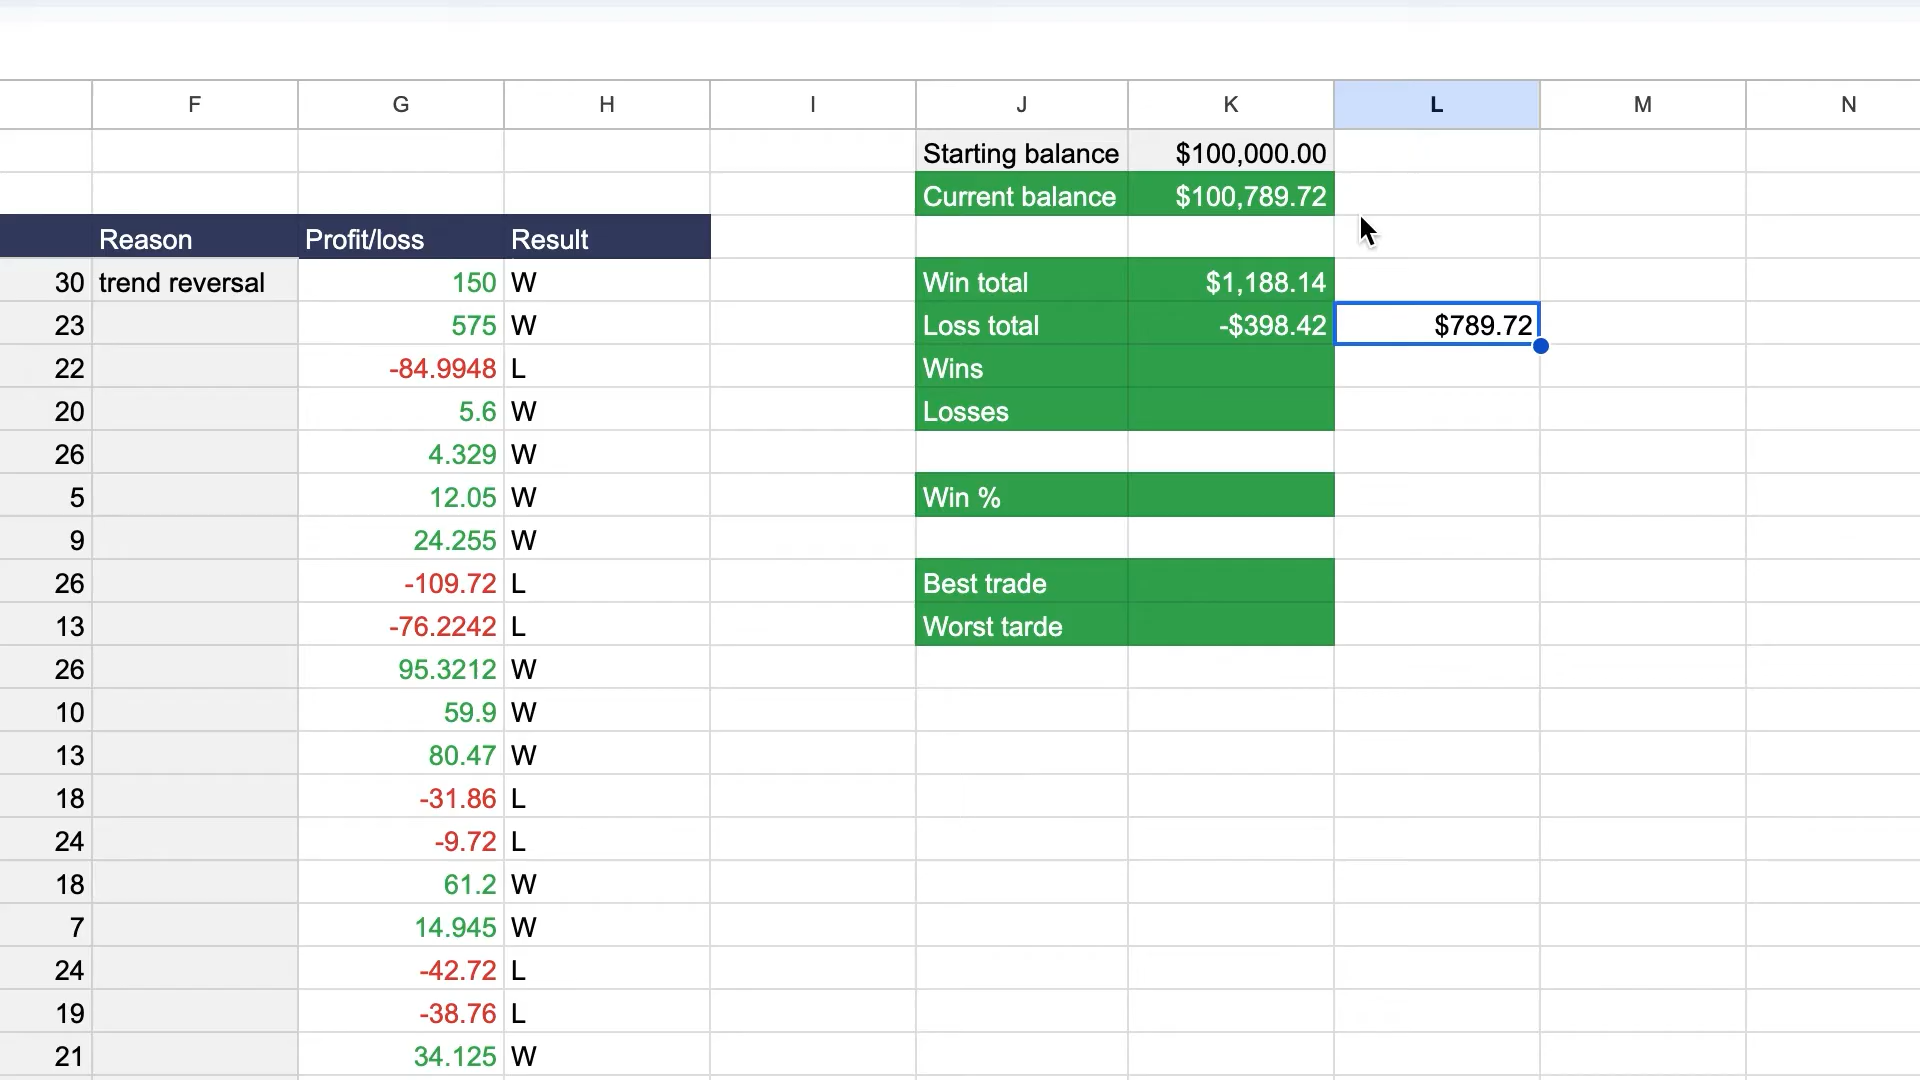 F G H I J K L M N
Starting balance $100,000.00
Current balance $100,789.72
Reason Profit/loss Result
30 trend reversal 150 W Win total $1,188.14
23 575 W Loss total -$398.42 $789.72
22 -84.9948 L Wins
20 5.6 W Losses
26 4.329 W
5 12.05 W Win %
9 24.255 W
26 -109.72 L Best trade
13 -76.2242 L Worst tarde
26 95.3212 W
10 59.9 W
13 80.47 W
18 -31.86 L
24 -9.72 L
18 61.2 W
7 14.945 W
24 -42.72 L
19 -38.76 L
21 34.125 W